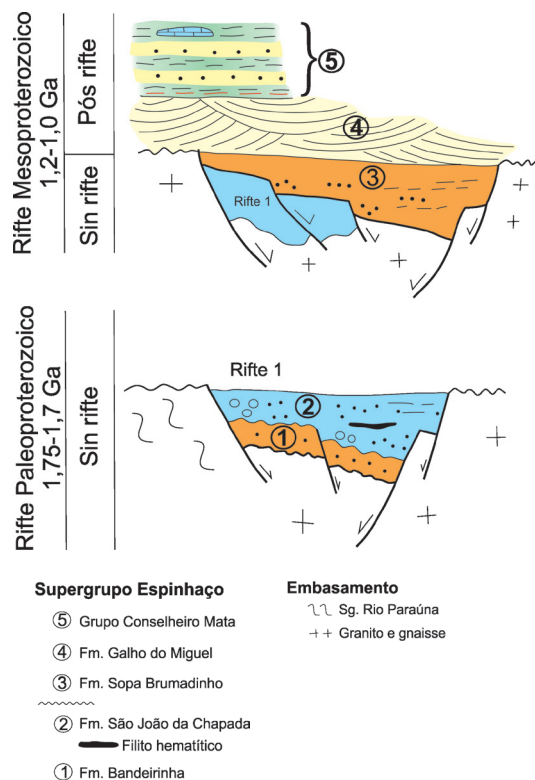 Rifte Mesoproterozoico
1,2-1,0 Ga
Pós rifte
Sin rifte
5
4
3
Rifte 1
Rifte Paleoproterozoico
1,75-1,7 Ga
Sin rifte
Rifte 1
2
1
Supergrupo Espinhaço
5 Grupo Conselheiro Mata
4 Fm. Galho do Miguel
3 Fm. Sopa Brumadinho
2 Fm. São João da Chapada
Filito hematítico
1 Fm. Bandeirinha
Embasamento
Sg. Rio Paraúna
Granito e gnaisse